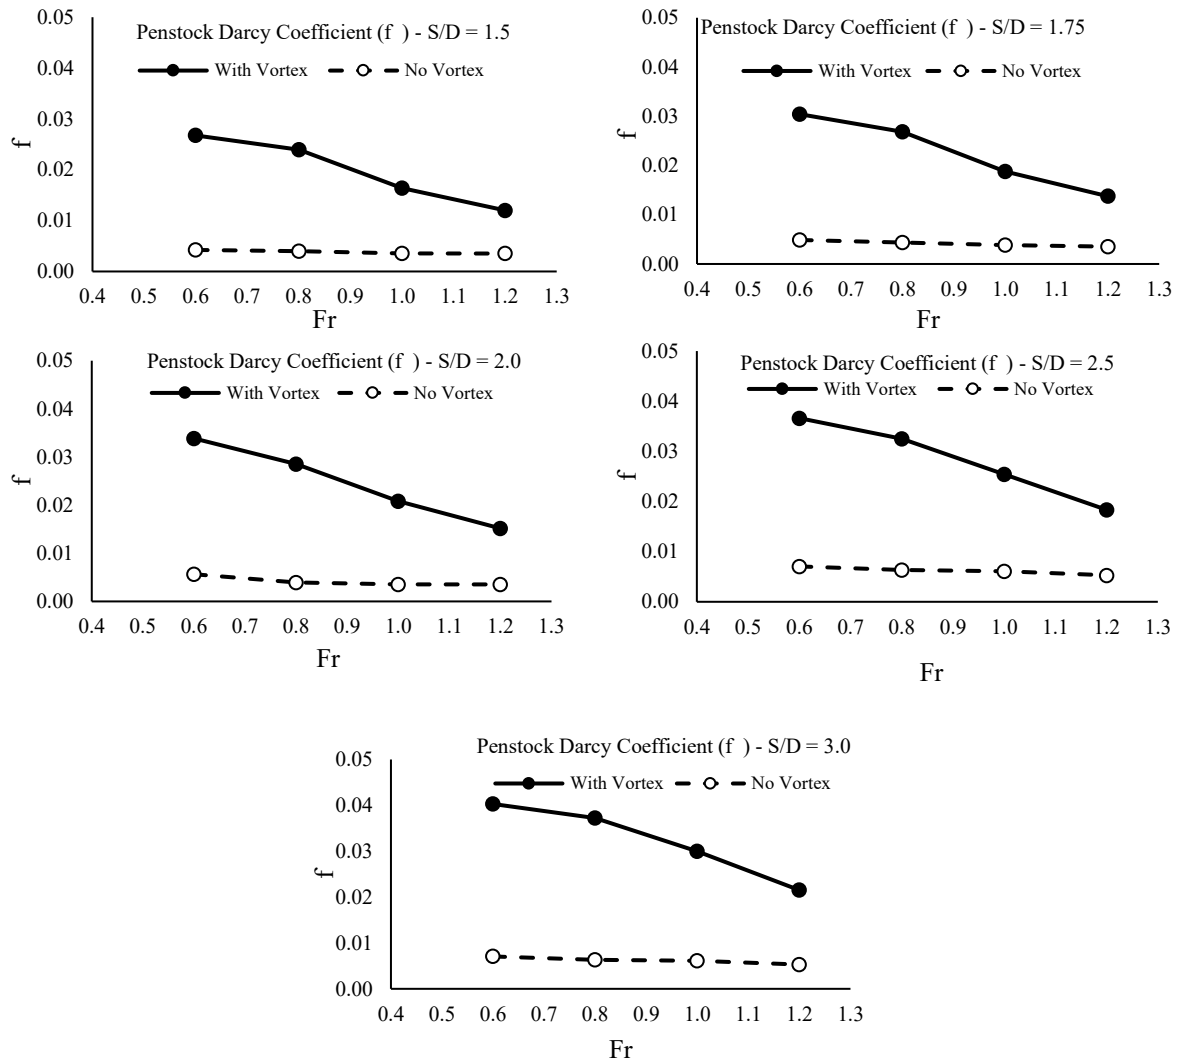 Penstock Darcy Coefficient (f ) - S/D = 1.5
With Vortex No Vortex
0.05
0.04
0.03
0.02
0.01
0.00
f
0.4 0.5 0.6 0.7 0.8 0.9 1.0 1.1 1.2 1.3
Fr
Penstock Darcy Coefficient (f ) - S/D = 1.75
With Vortex No Vortex
0.05
0.04
0.03
0.02
0.01
0.00
f
0.4 0.5 0.6 0.7 0.8 0.9 1.0 1.1 1.2 1.3
Fr
Penstock Darcy Coefficient (f ) - S/D = 2.0
With Vortex No Vortex
0.05
0.04
0.03
0.02
0.01
0.00
f
0.4 0.5 0.6 0.7 0.8 0.9 1.0 1.1 1.2 1.3
Fr
Penstock Darcy Coefficient (f ) - S/D = 2.5
With Vortex No Vortex
0.05
0.04
0.03
0.02
0.01
0.00
f
0.4 0.5 0.6 0.7 0.8 0.9 1.0 1.1 1.2 1.3
Fr
Penstock Darcy Coefficient (f ) - S/D = 3.0
With Vortex No Vortex
0.05
0.04
0.03
0.02
0.01
0.00
f
0.4 0.5 0.6 0.7 0.8 0.9 1.0 1.1 1.2 1.3
Fr